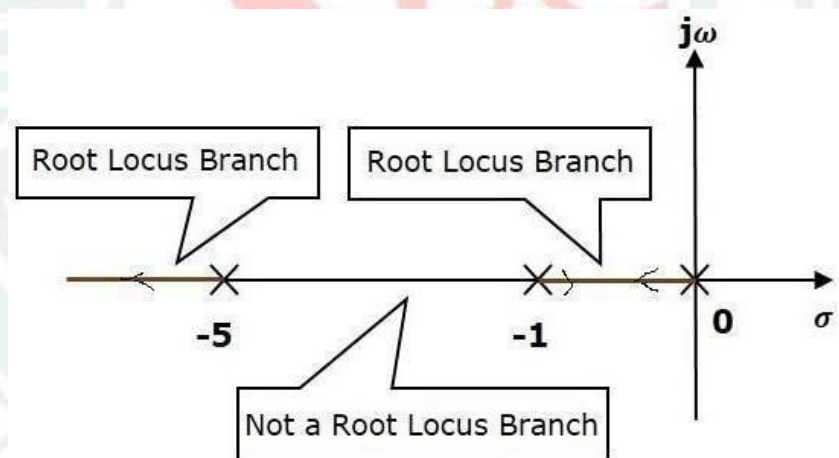 jω
Root Locus Branch
Root Locus Branch
-5
-1
0
σ
Not a Root Locus Branch